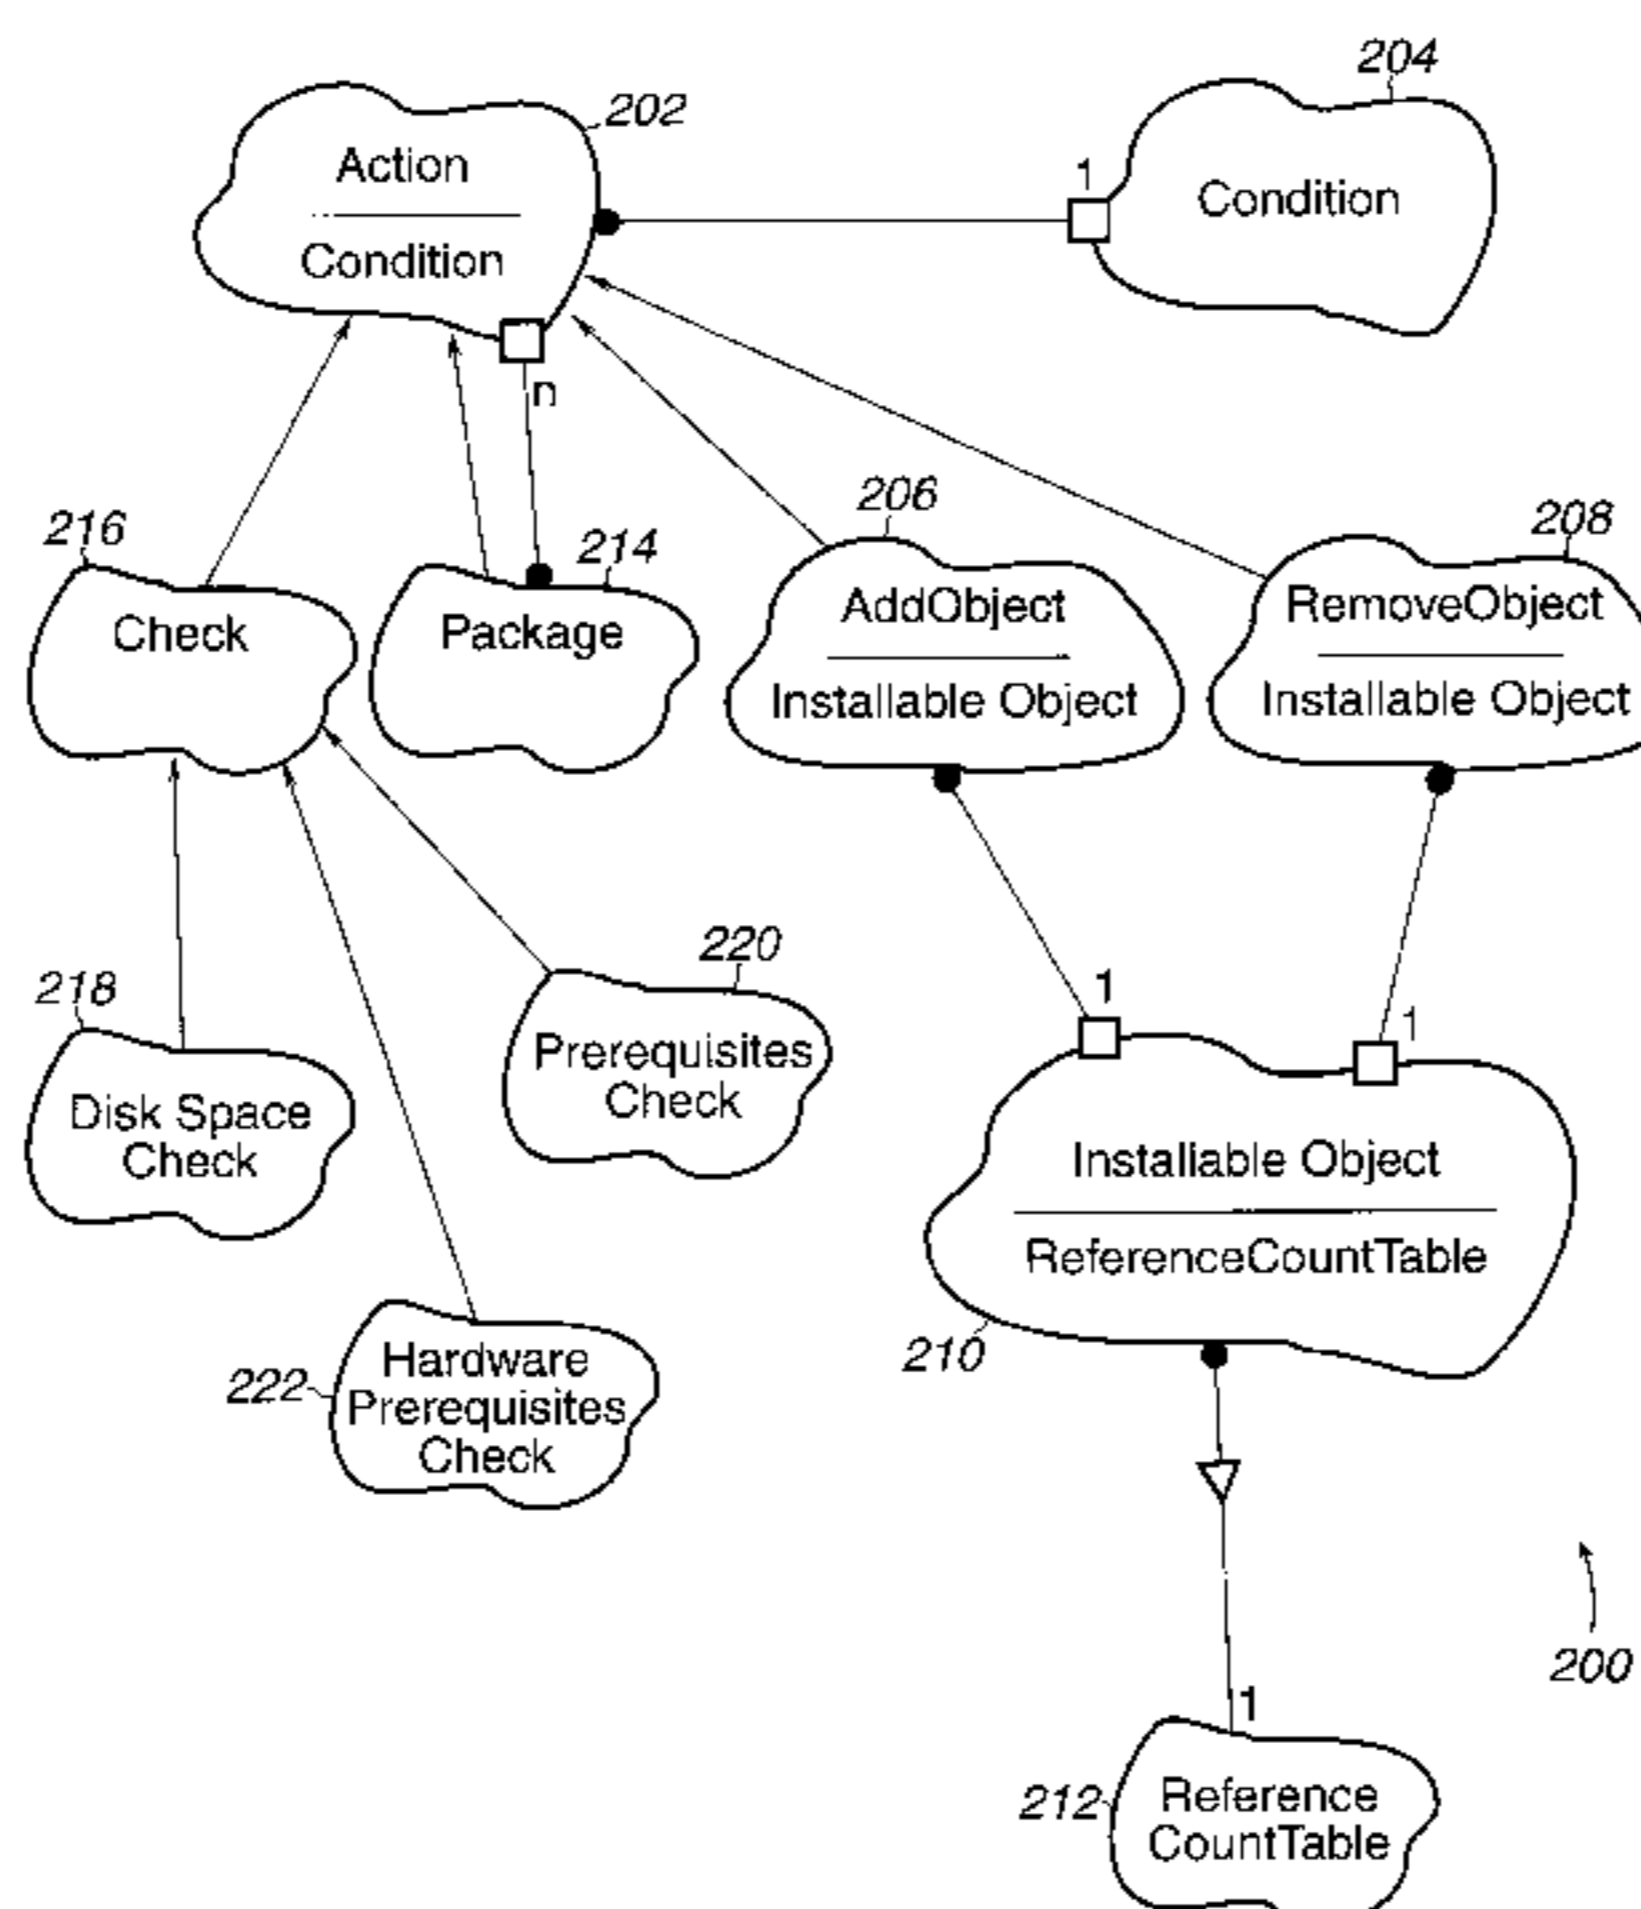 204
202
Action
Condition
1
Condition
n
216
214
206
208
Check
Package
AddObject
Installable Object
RemoveObject
Installable Object
218
220
1
1
Disk Space
Check
Prerequisites
Check
Installable Object
ReferenceCountTable
210
222
Hardware
Prerequisites
Check
200
1
212
Reference
CountTable